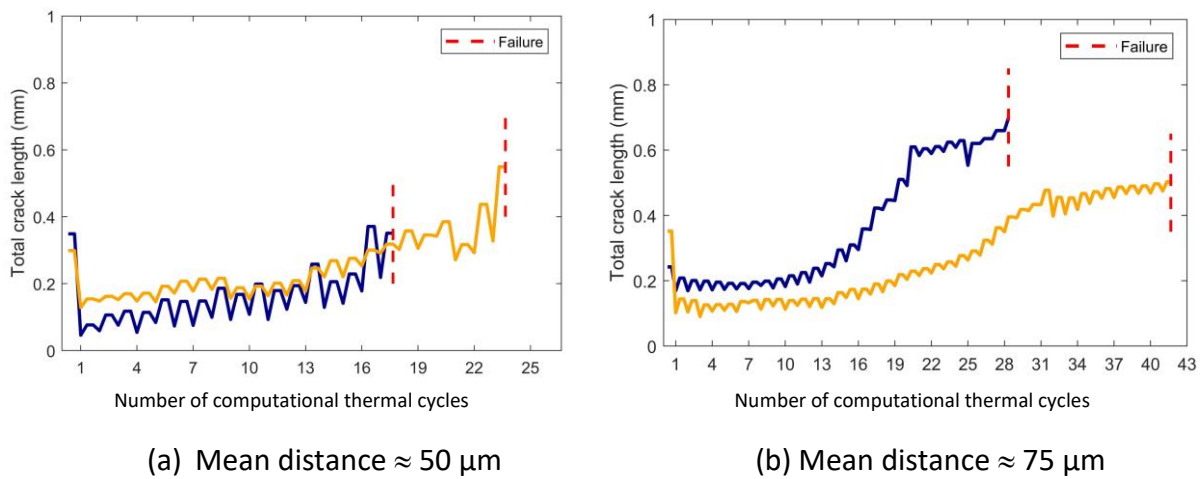 1
0.8
0.6
0.4
0.2
0
Total crack length (mm)
Failure
1 4 7 10 13 16 19 22 25
Number of computational thermal cycles
(a) Mean distance ≈ 50 μm
1
0.8
0.6
0.4
0.2
0
Total crack length (mm)
Failure
1 4 7 10 13 16 19 22 25 28 31 34 37 40 43
Number of computational thermal cycles
(b) Mean distance ≈ 75 μm